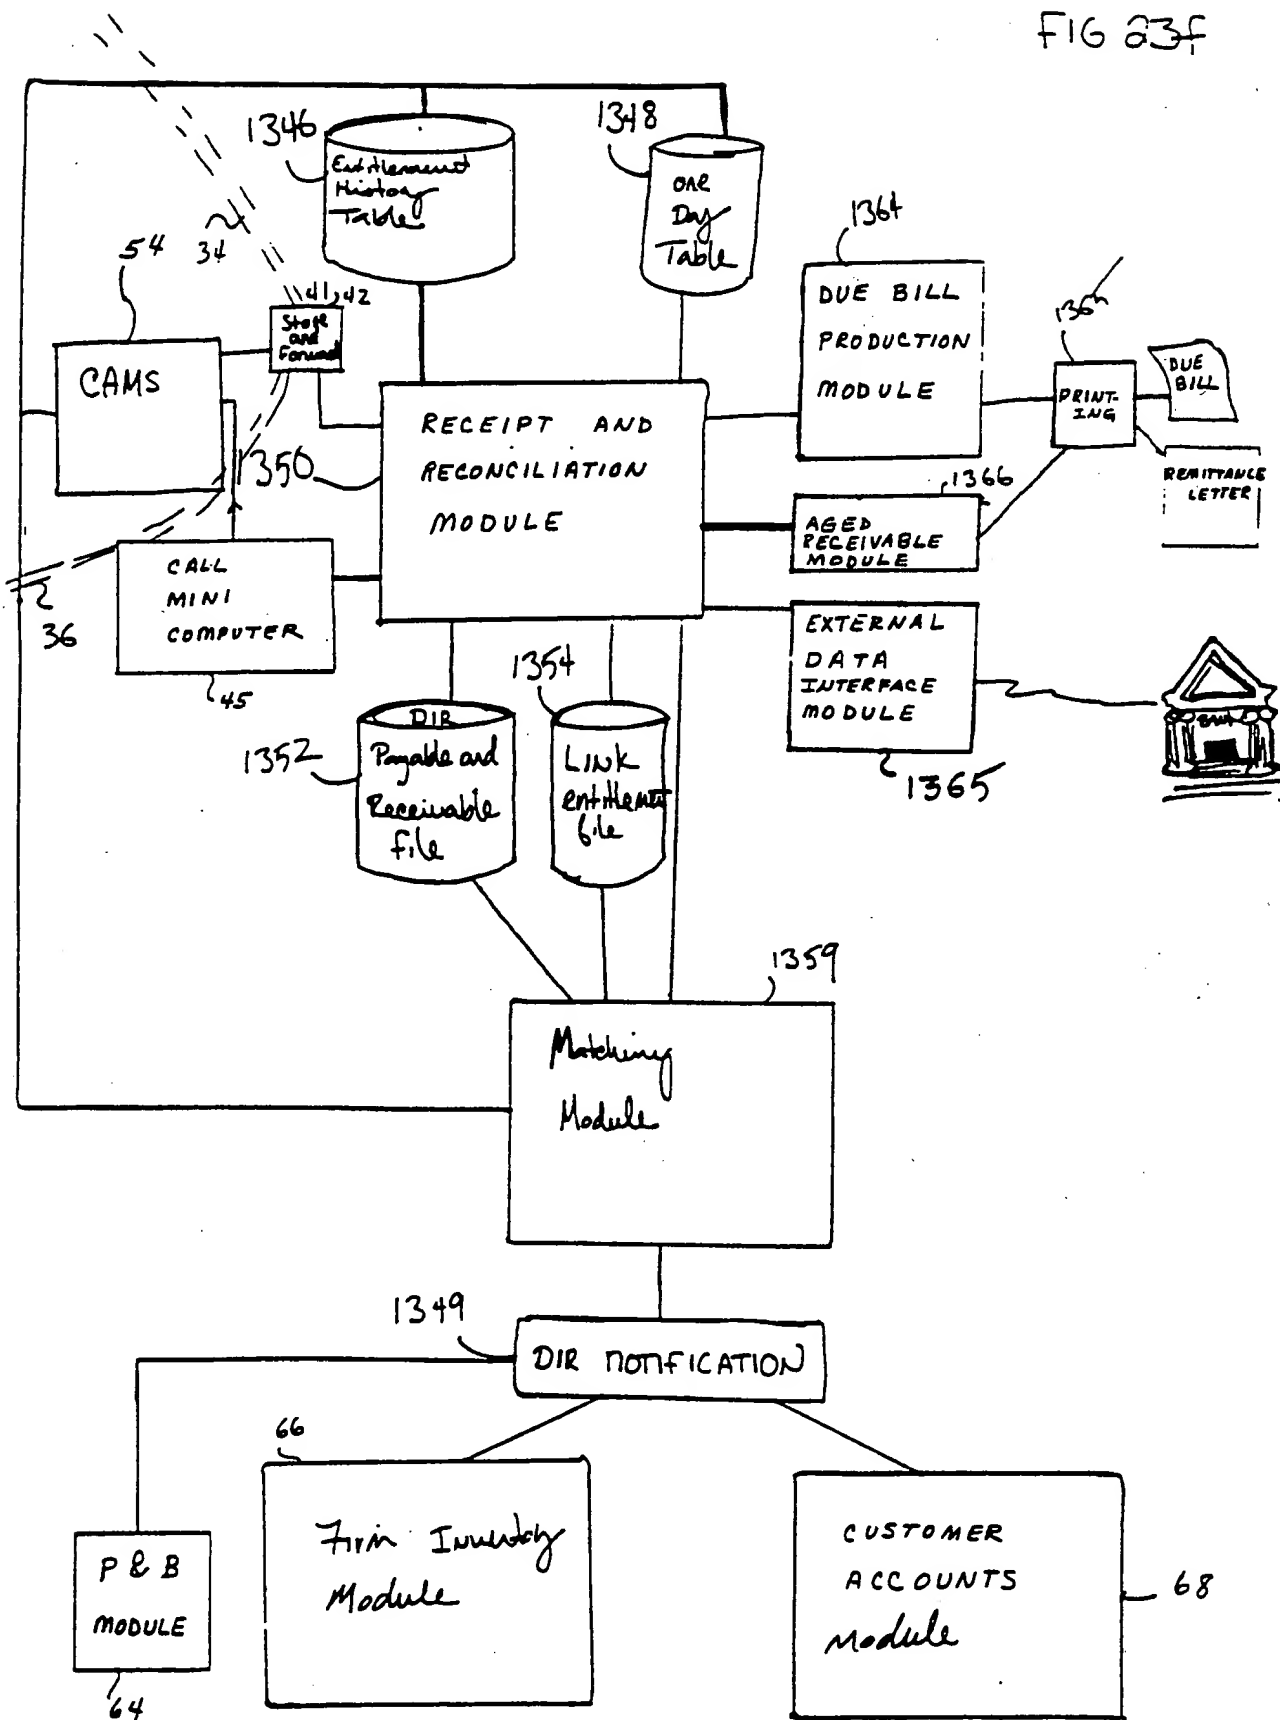 FIG 23f
1346
Entitlement
History
Table
1348
One
Day
Table
34
54
41 42
Store
and
Forward
CAMS
1364
DUE BILL
PRODUCTION
MODULE
PRINT-
ING
DUE
BILL
REMITTANCE
LETTER
1350
RECEIPT AND
RECONCILIATION
MODULE
1366
AGED
RECEIVABLE
MODULE
36
CALL
MINI
COMPUTER
45
EXTERNAL
DATA
INTERFACE
MODULE
1365
BANK
1352
DIR
Payable and
Receivable
File
1354
LINK
entitlement
file
1359
Matching
Module
1349
DIR NOTIFICATION
66
Firm Inventory
Module
P & B
MODULE
64
CUSTOMER
ACCOUNTS
Module
68